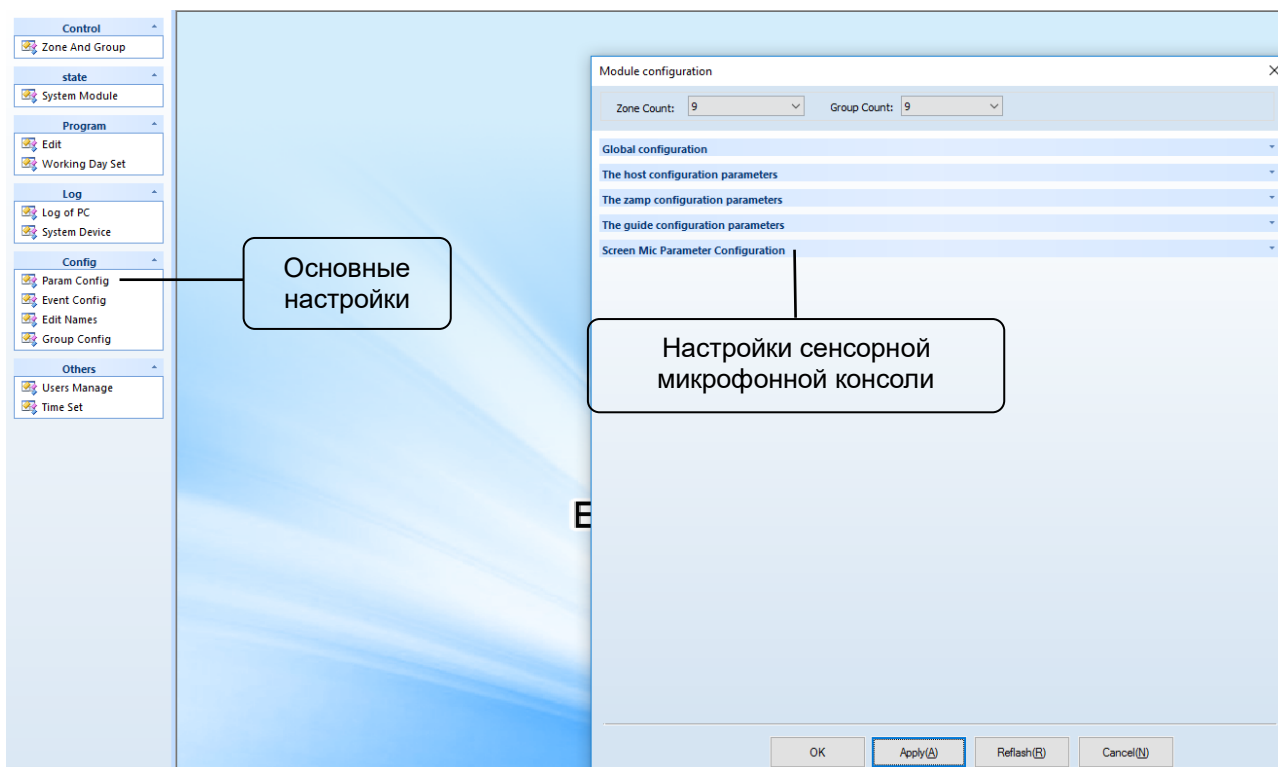 Control
Zone And Group
state
System Module
Program
Edit
Working Day Set
Log
Log of PC
System Device
Config
Param Config
Event Config
Edit Names
Group Config
Others
Users Manage
Time Set
Основные
настройки
E
Module configuration
Zone Count: 9 Group Count: 9
Global configuration
The host configuration parameters
The zamp configuration parameters
The guide configuration parameters
Screen Mic Parameter Configuration
Настройки сенсорной
микрофонной консоли
OK Apply(A) Reflash(R) Cancel(N)